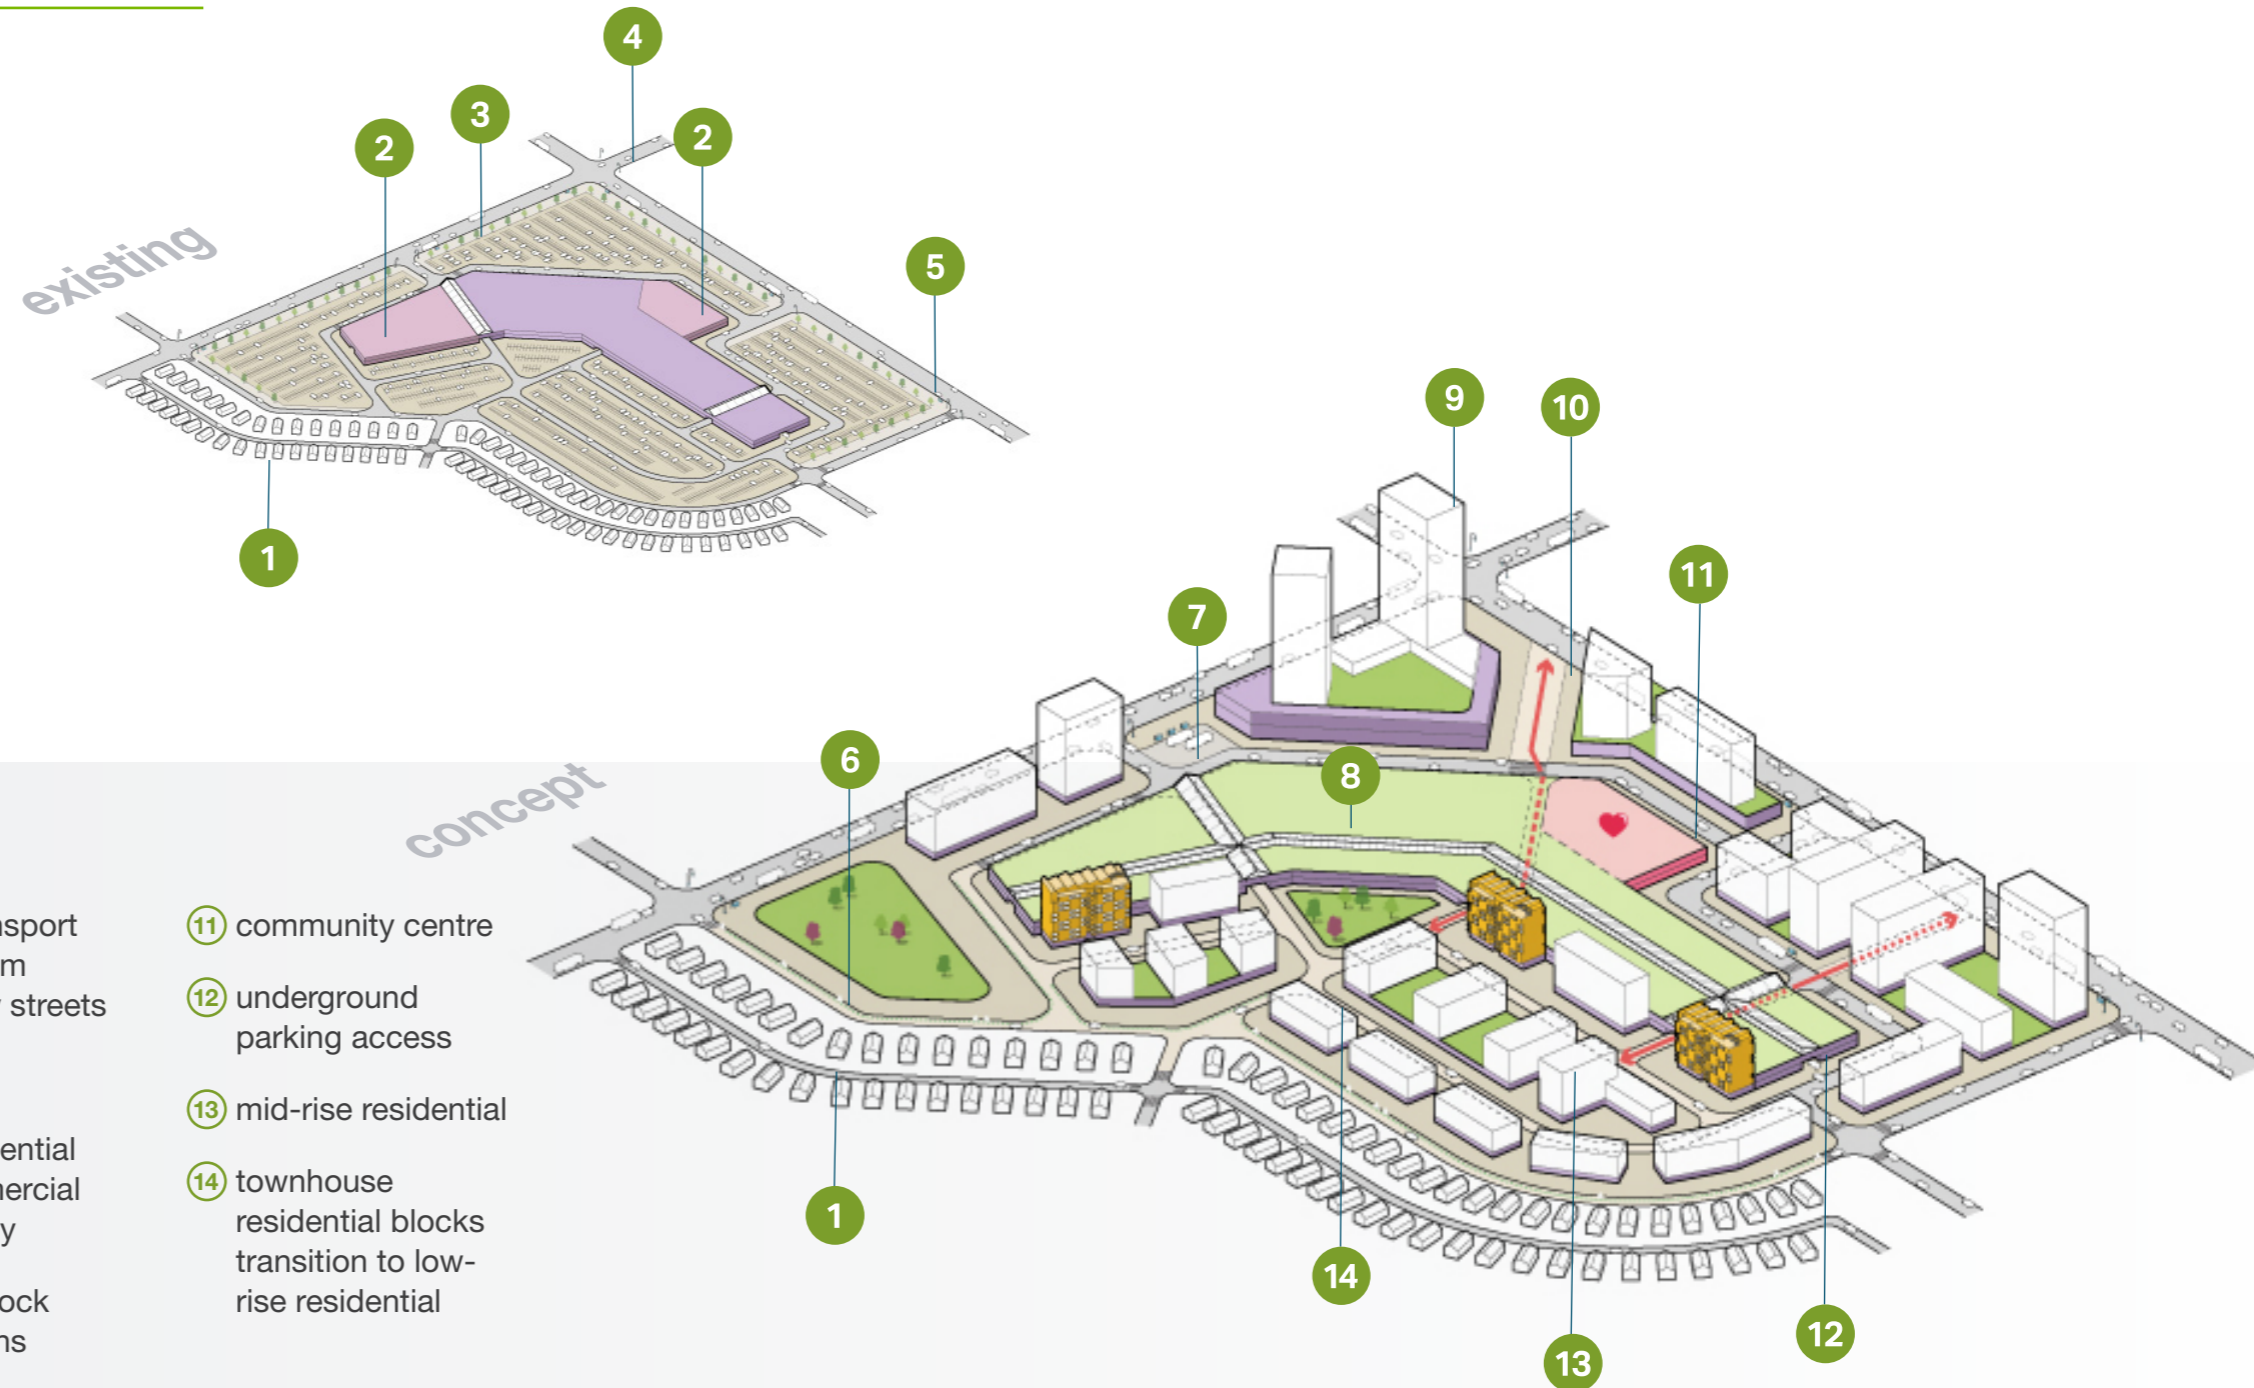 4
3
2
2
existing
5
1
9
10
11
7
6
8
concept
nsport
m
streets
ential
nercial
y
ock
ns
11 community centre
12 underground
parking access
13 mid-rise residential
14 townhouse
residential blocks
transition to low-
rise residential
1
14
12
13